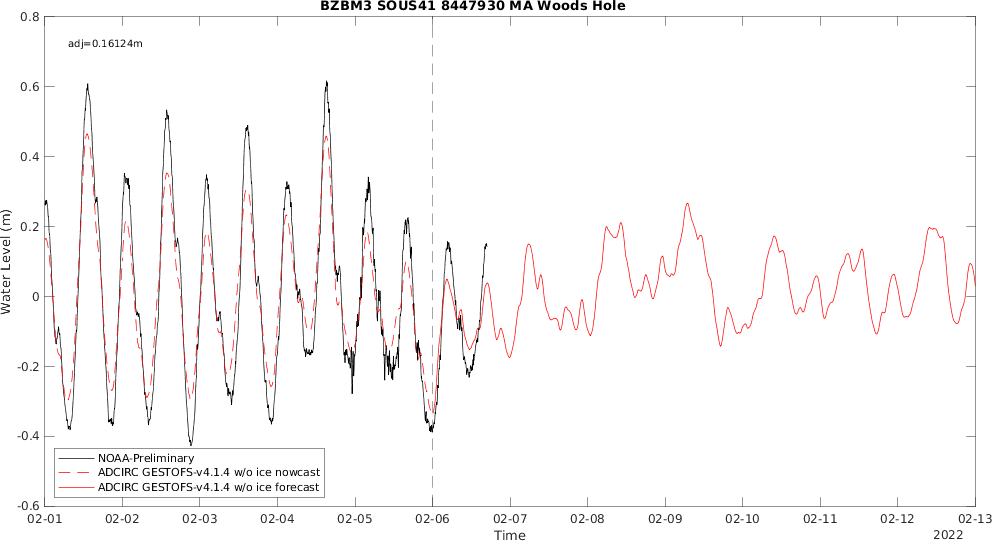 BZBM3 SOUS41 8447930 MA Woods Hole
adj=0.16124m
0.8
0.6
0.4
0.2
0
-0.2
-0.4
-0.6
Water Level (m)
NOAA-Preliminary
ADCIRC GESTOFS-v4.1.4 w/o ice nowcast
ADCIRC GESTOFS-v4.1.4 w/o ice forecast
02-01 02-02 02-03 02-04 02-05 02-06 02-07 02-08 02-09 02-10 02-11 02-12 02-13
Time
2022